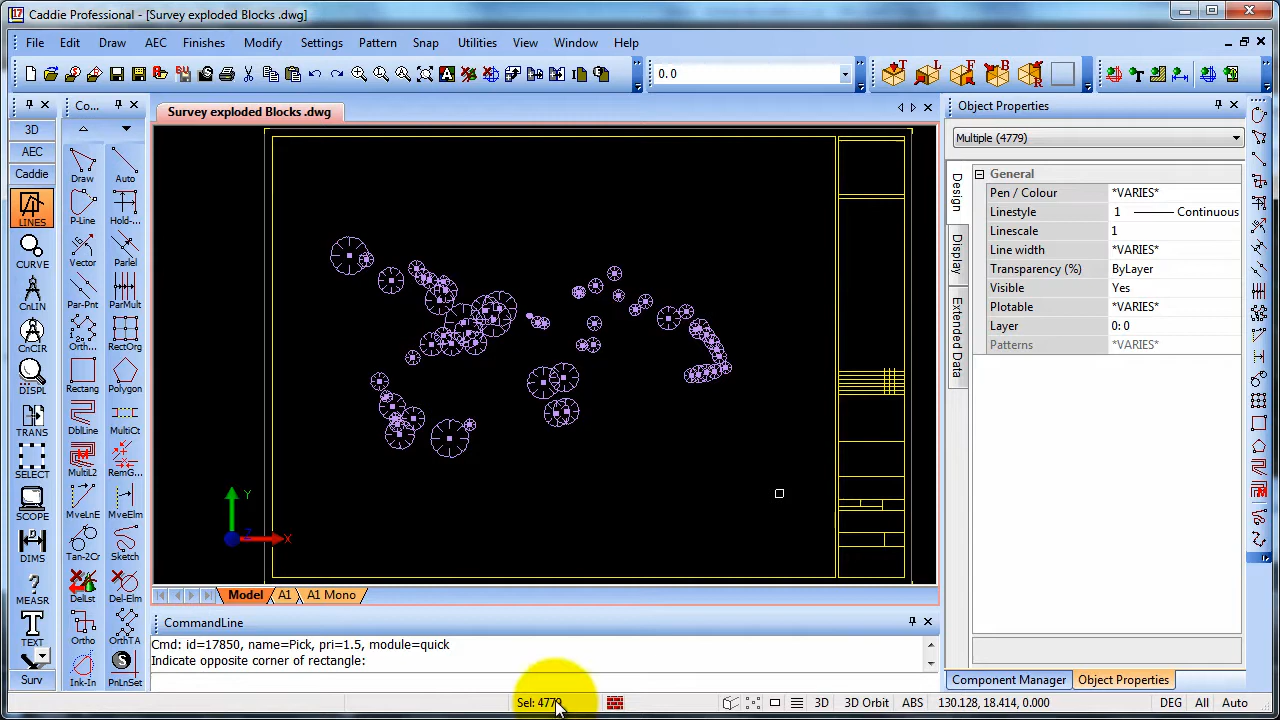 Caddie Professional - [Survey exploded Blocks .dwg]
File Edit Draw AEC Finishes Modify Settings Pattern Snap Utilities View Window Help
0. 0
Co...
Survey exploded Blocks .dwg
Object Properties
3D
AEC
Caddie
LINES
CURVE
CnLIN
CnCIR
DISPL
TRANS
SELECT
SCOPE
DIMS
MEASR
TEXT
Surv
Draw Auto
P-Line Hold-...
Vector Parlel
Par-Pnt ParMult
Orth... RectOrg
Rectang Polygon
DblLine MultiCt
MultiL2 RemG...
MveLnE MveElm
Tan-2Cr Sketch
DelLst Del-Elm
Ortho OrthTA
Ink-In PnLnSet
Y
Z
X
Multiple (4779)
Design
Display
Extended Data
General
Pen / Colour *VARIES*
Linestyle 1 Continuous
Linescale 1
Line width *VARIES*
Transparency (%) ByLayer
Visible Yes
Plotable *VARIES*
Layer 0: 0
Patterns *VARIES*
Model A1 A1 Mono
CommandLine
Cmd: id=17850, name=Pick, pri=1.5, module=quick
Indicate opposite corner of rectangle:
Component Manager Object Properties
Sel: 4779 3D 3D Orbit ABS 130.128, 18.414, 0.000 DEG All Auto